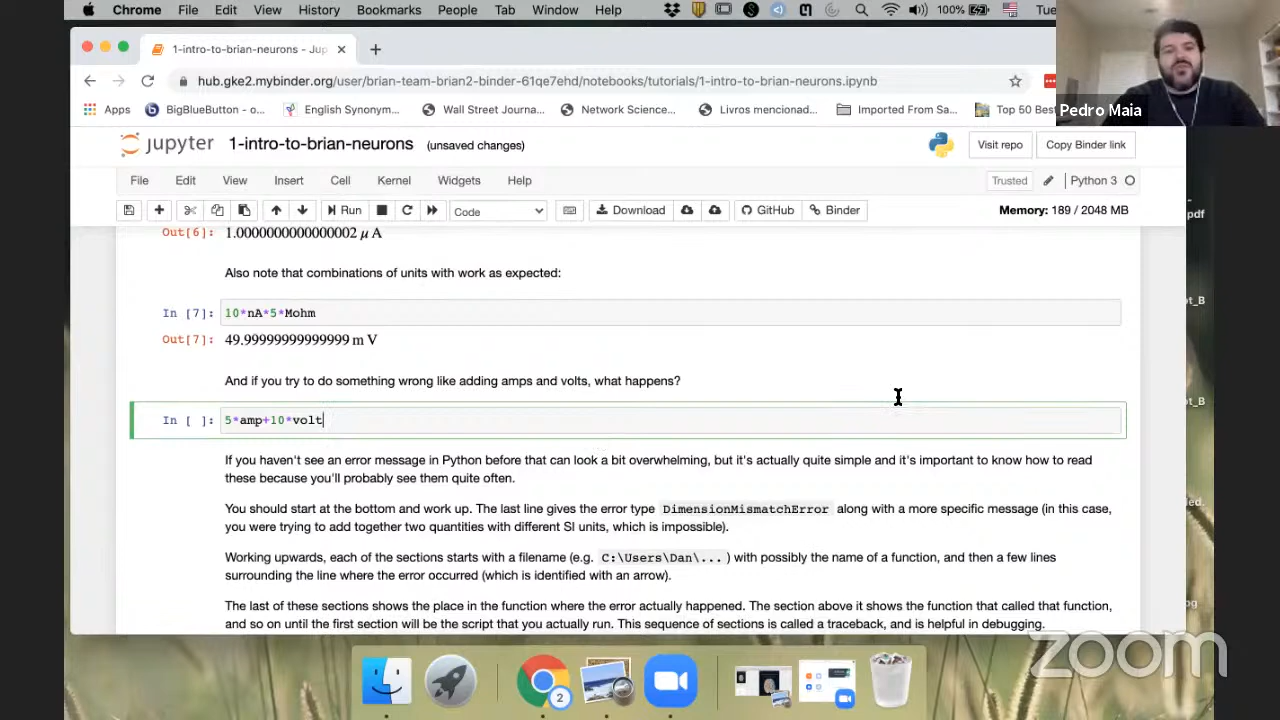 Chrome File Edit View History Bookmarks People Tab Window Help 100% Tue
1-intro-to-brian-neurons - Jup
hub.gke2.mybinder.org/user/brian-team-brian2-binder-61qe7ehd/notebooks/tutorials/1-intro-to-brian-neurons.ipynb
Apps BigBlueButton - o... English Synonym... Wall Street Journa... Network Science... Livros mencionad... Imported From Sa... Top 50 Best
Pedro Maia
jupyter 1-intro-to-brian-neurons (unsaved changes) Visit repo Copy Binder link
File Edit View Insert Cell Kernel Widgets Help Trusted Python 3
Run Code Download GitHub Binder Memory: 189 / 2048 MB
pdf
Out[6]: 1.0000000000000002 μ A
Also note that combinations of units with work as expected:
In [7]: 10*nA*5*Mohm
Out[7]: 49.99999999999999 m V
And if you try to do something wrong like adding amps and volts, what happens?
In [ ]: 5*amp+10*volt
If you haven't see an error message in Python before that can look a bit overwhelming, but it's actually quite simple and it's important to know how to read
these because you'll probably see them quite often.
You should start at the bottom and work up. The last line gives the error type DimensionMismatchError along with a more specific message (in this case,
you were trying to add together two quantities with different SI units, which is impossible).
Working upwards, each of the sections starts with a filename (e.g. C:\Users\Dan\... ) with possibly the name of a function, and then a few lines
surrounding the line where the error occurred (which is identified with an arrow).
The last of these sections shows the place in the function where the error actually happened. The section above it shows the function that called that function,
and so on until the first section will be the script that you actually run. This sequence of sections is called a traceback, and is helpful in debugging.
zoom
2